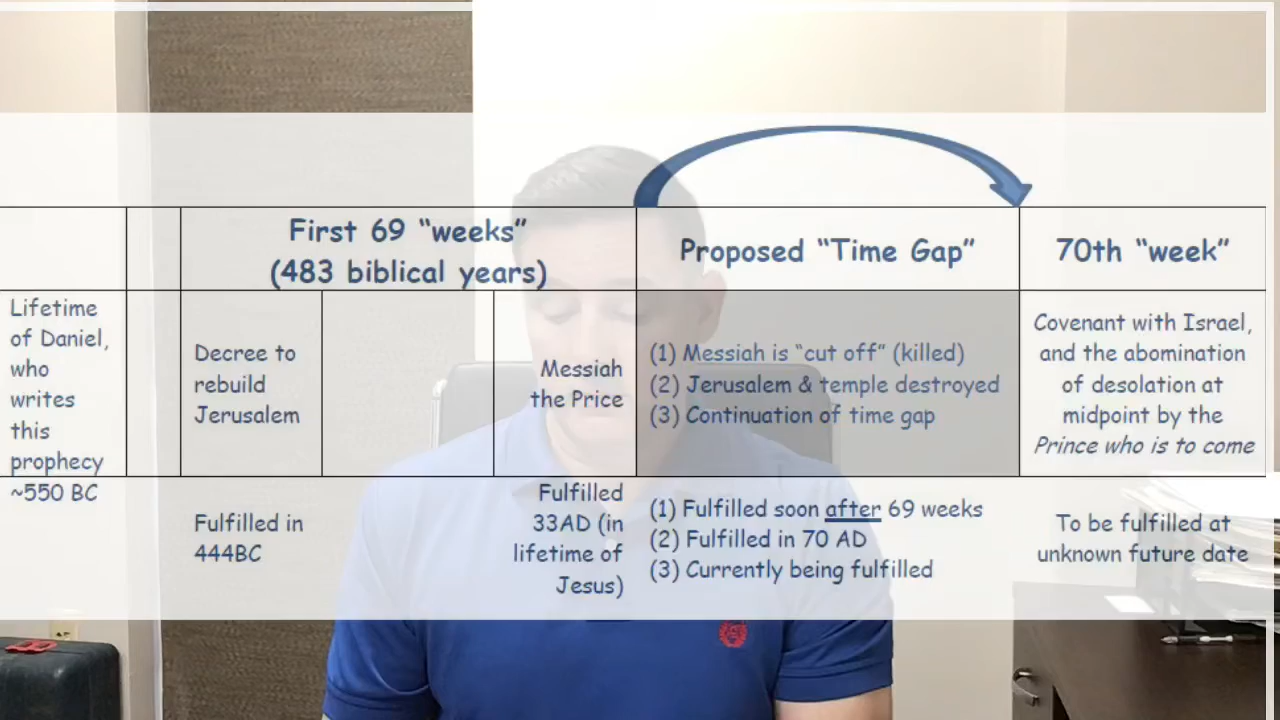 First 69 “weeks”
(483 biblical years)
Proposed “Time Gap”
70th “week”
Lifetime
of Daniel,
who
writes
this
prophecy
~550 BC
Decree to
rebuild
Jerusalem
Messiah
the Price
(1) Messiah is “cut off” (killed)
(2) Jerusalem & temple destroyed
(3) Continuation of time gap
Covenant with Israel,
and the abomination
of desolation at
midpoint by the
Prince who is to come
Fulfilled in
444BC
Fulfilled
33AD (in
lifetime of
Jesus)
(1) Fulfilled soon after 69 weeks
(2) Fulfilled in 70 AD
(3) Currently being fulfilled
To be fulfilled at
unknown future date